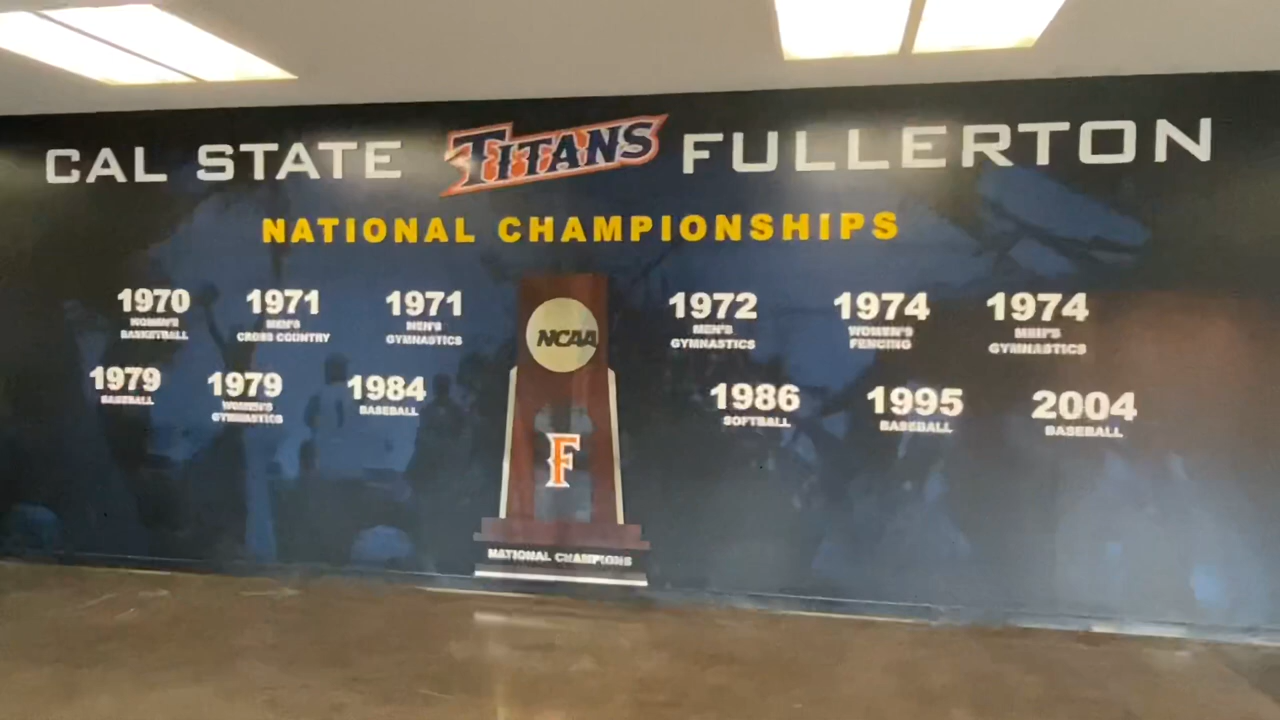 CAL STATE TITANS FULLERTON
NATIONAL CHAMPIONSHIPS
1970
WOMEN'S
BASKETBALL
1971
MEN'S
CROSS COUNTRY
1971
MEN'S
GYMNASTICS
1979
BASEBALL
1979
WOMEN'S
GYMNASTICS
1984
BASEBALL
NCAA
F
NATIONAL CHAMPIONS
1972
MEN'S
GYMNASTICS
1974
WOMEN'S
FENCING
1974
MEN'S
GYMNASTICS
1986
SOFTBALL
1995
BASEBALL
2004
BASEBALL